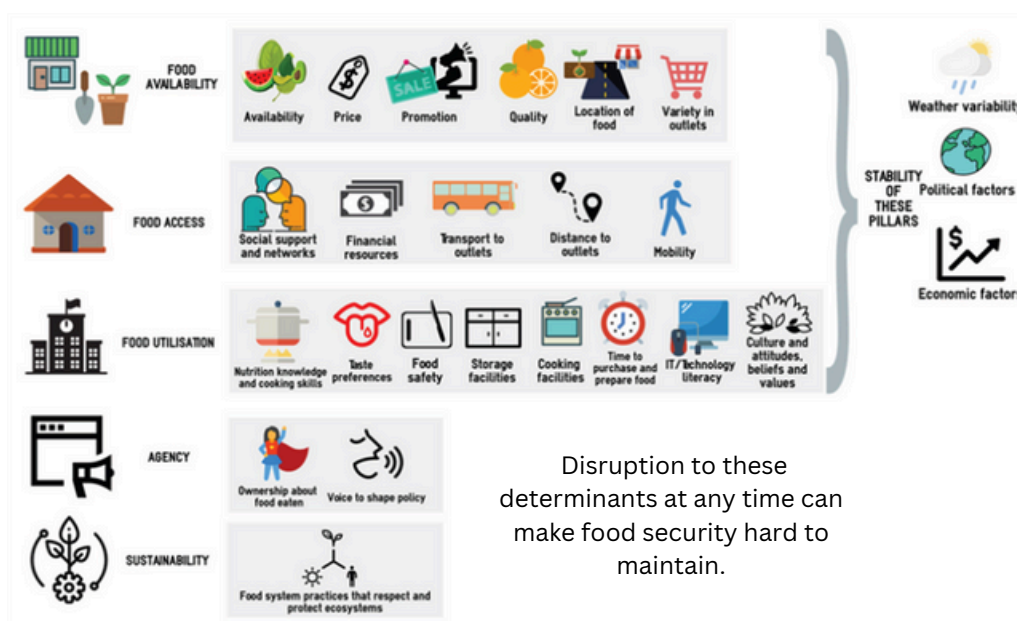 FOOD
AVAILABILITY
SALE
$
Availability
Price
Promotion
Quality
Location of
food
Variety in
outlets
FOOD ACCESS
$
Social support
and networks
Financial
resources
Transport to
outlets
Distance to
outlets
Mobility
FOOD UTILISATION
Nutrition knowledge
and cooking skills
Taste
preferences
Food
safety
Storage
facilities
Cooking
facilities
Time to
purchase and
prepare food
IT/Technology
literacy
Culture and
attitudes,
beliefs and
values
STABILITY
OF
THESE
PILLARS
Weather variability
Political factors
$
Economic factors
AGENCY
Ownership about
food eaten
Voice to shape policy
SUSTAINABILITY
Food system practices that respect and
protect ecosystems
Disruption to these
determinants at any time can
make food security hard to
maintain.